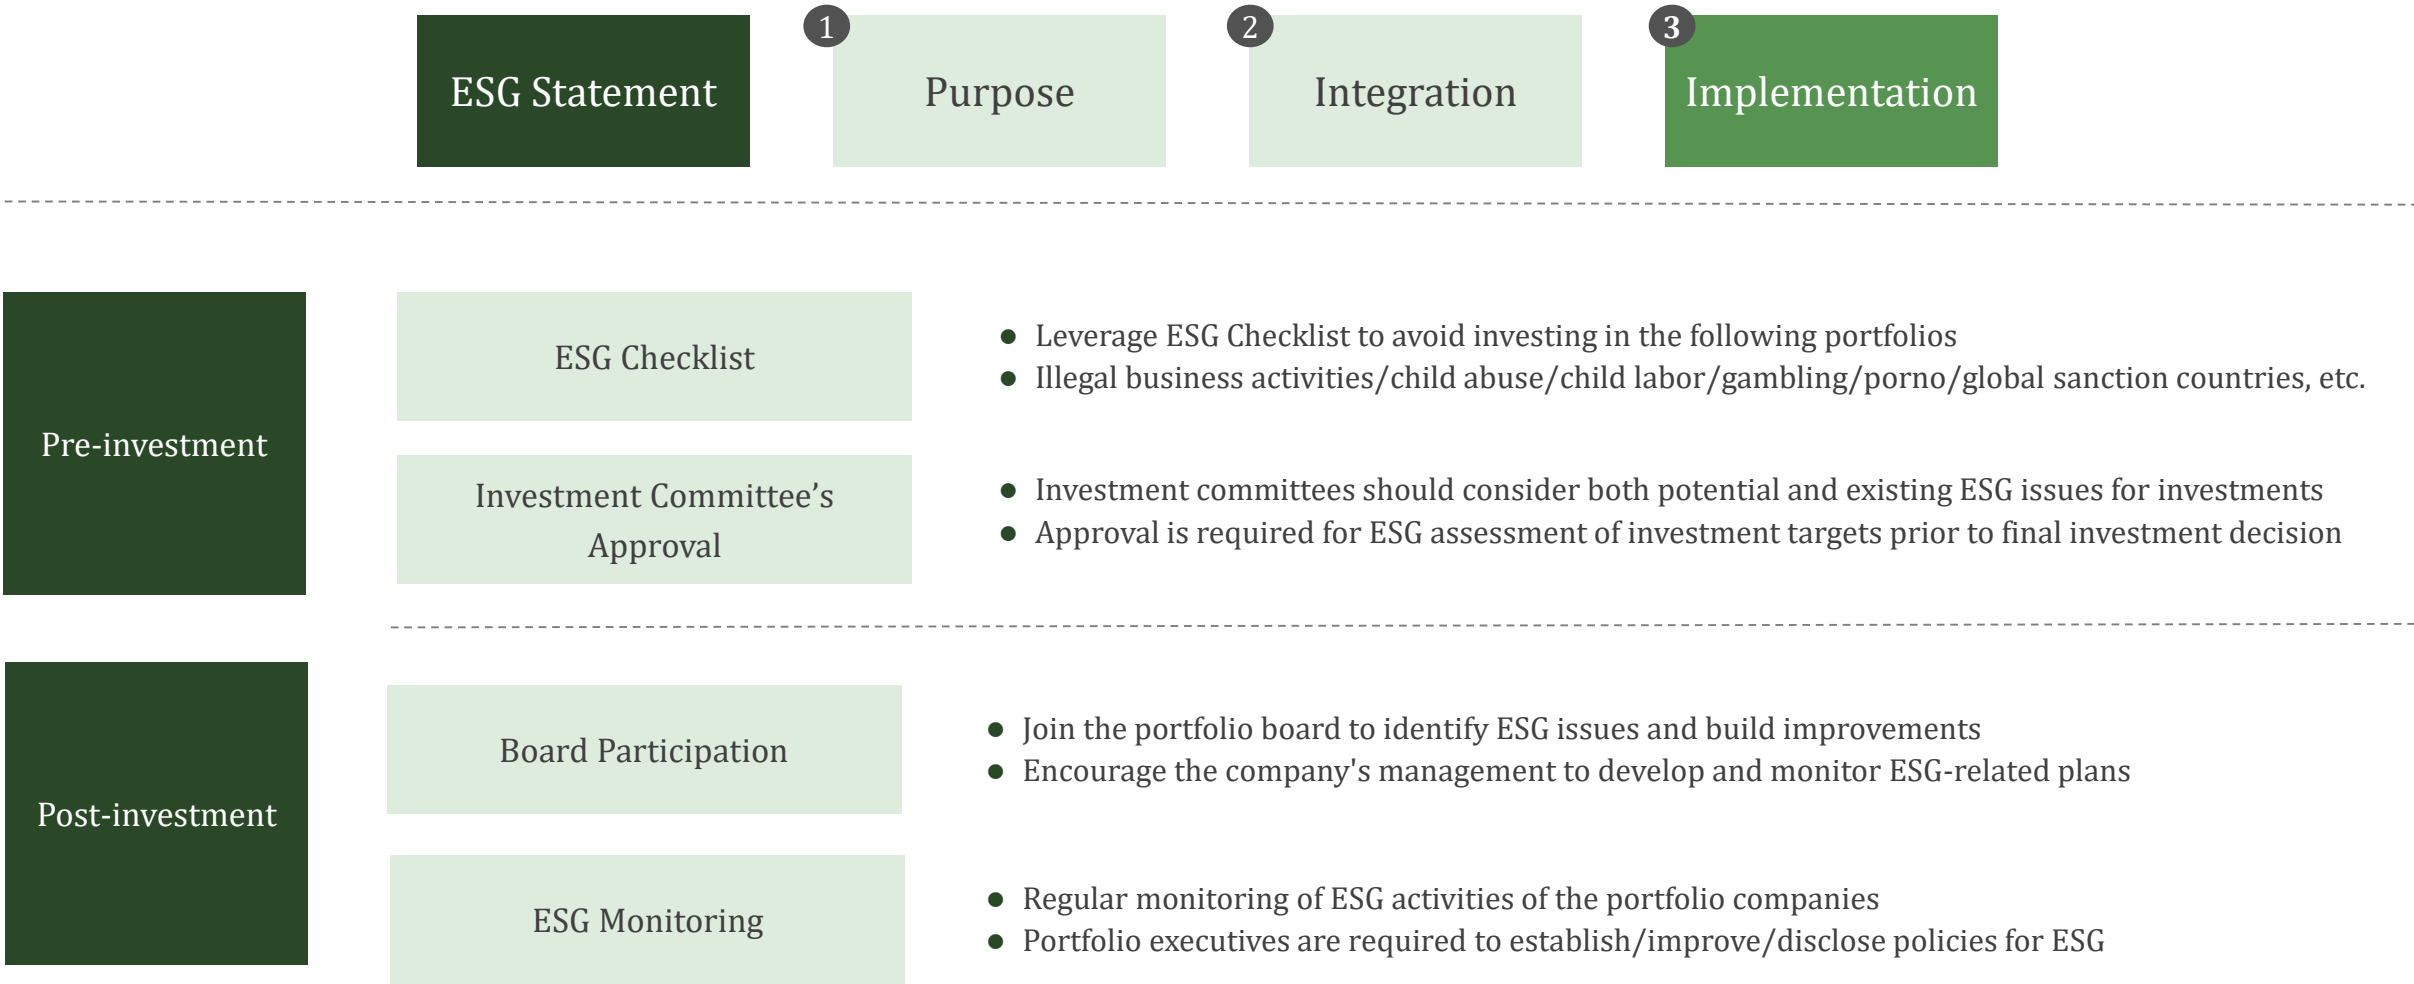 ESG Statement
1
Purpose
2
Integration
3
Implementation
Pre-investment
ESG Checklist
● Leverage ESG Checklist to avoid investing in the following portfolios
● Illegal business activities/child abuse/child labor/gambling/porno/global sanction countries, etc.
Investment Committee’s
Approval
● Investment committees should consider both potential and existing ESG issues for investments
● Approval is required for ESG assessment of investment targets prior to final investment decision
Post-investment
Board Participation
● Join the portfolio board to identify ESG issues and build improvements
● Encourage the company's management to develop and monitor ESG-related plans
ESG Monitoring
● Regular monitoring of ESG activities of the portfolio companies
● Portfolio executives are required to establish/improve/disclose policies for ESG